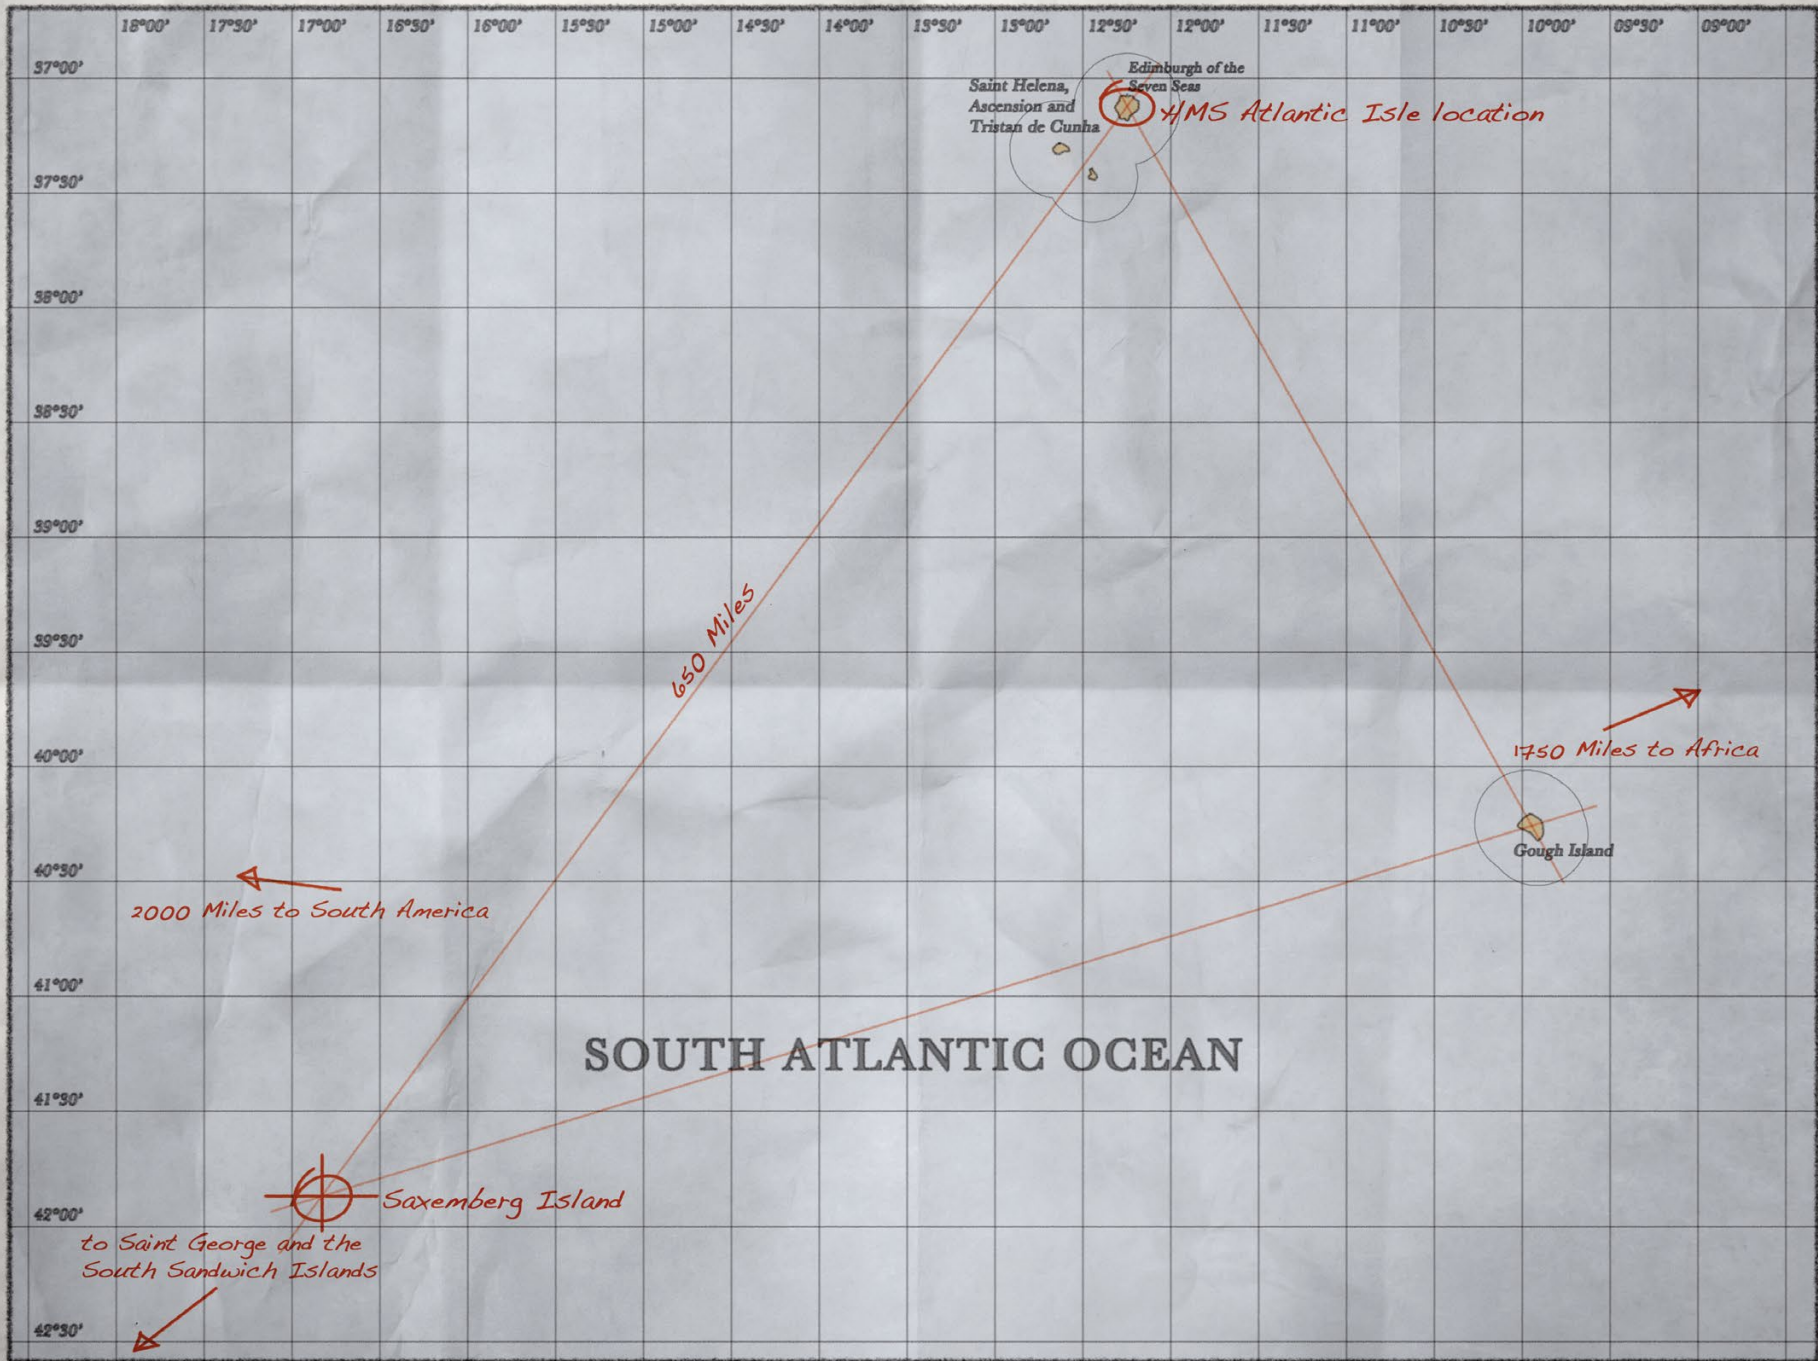 18°00' 17°30' 17°00' 16°30' 16°00' 15°30' 15°00' 14°30' 14°00' 13°30' 13°00' 12°30' 12°00' 11°30' 11°00' 10°30' 10°00' 09°30' 09°00'
37°00'
Edimburgh of the
Seven Seas
Saint Helena,
Ascension and
Tristan de Cunha
HMS Atlantic Isle location
37°30'
38°00'
38°30'
39°00'
650 Miles
39°30'
40°00'
1750 Miles to Africa
Gough Island
40°30'
2000 Miles to South America
41°00'
SOUTH ATLANTIC OCEAN
41°30'
Saxemberg Island
42°00'
to Saint George and the
South Sandwich Islands
42°30'